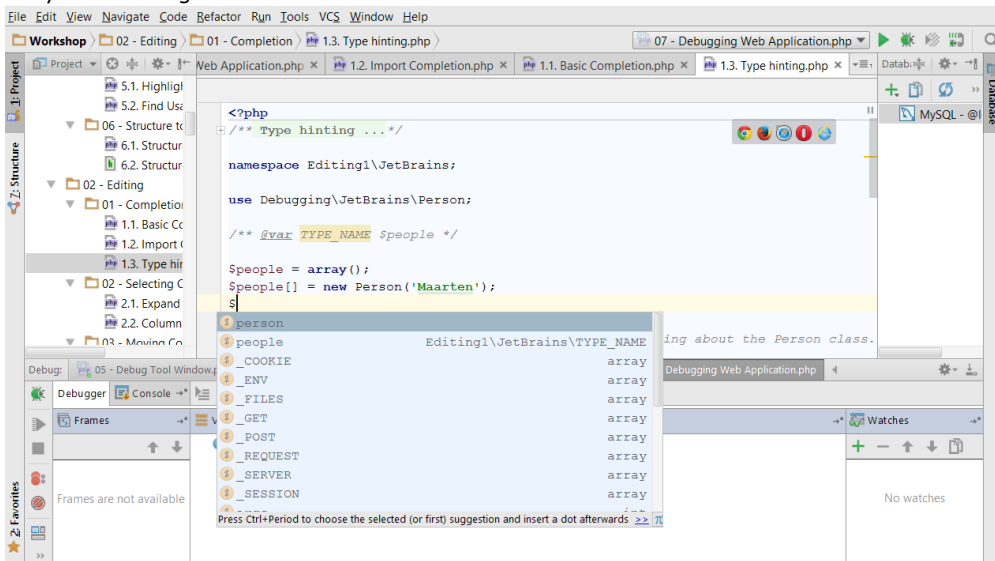 File Edit View Navigate Code Refactor Run Tools VCS Window Help
Workshop 02 - Editing 01 - Completion 1.3. Type hinting.php 07 - Debugging Web Application.php
1: Project
Project
Web Application.php × 1.2. Import Completion.php × 1.1. Basic Completion.php × 1.3. Type hinting.php ×
Database
MySQL - @l
7: Structure
5.1. Highligh
5.2. Find Usa
06 - Structure to
6.1. Structur
6.2. Structur
02 - Editing
01 - Completion
1.1. Basic Co
1.2. Import
1.3. Type hin
02 - Selecting C
2.1. Expand
2.2. Column
03 - Moving Co
<?php
/** Type hinting ...*/
namespace Editing1\JetBrains;
use Debugging\JetBrains\Person;
/** @var TYPE_NAME $people */
$people = array();
$people[] = new Person('Maarten');
$
ing about the Person class.
person
people Editing1\JetBrains\TYPE_NAME
_COOKIE array
_ENV array
_FILES array
_GET array
_POST array
_REQUEST array
_SERVER array
_SESSION array
Press Ctrl+Period to choose the selected (or first) suggestion and insert a dot afterwards >> π
Debug: 05 - Debug Tool Window.p Debugging Web Application.php
Debugger Console
Frames
Watches
Frames are not available
No watches
2: Favorites